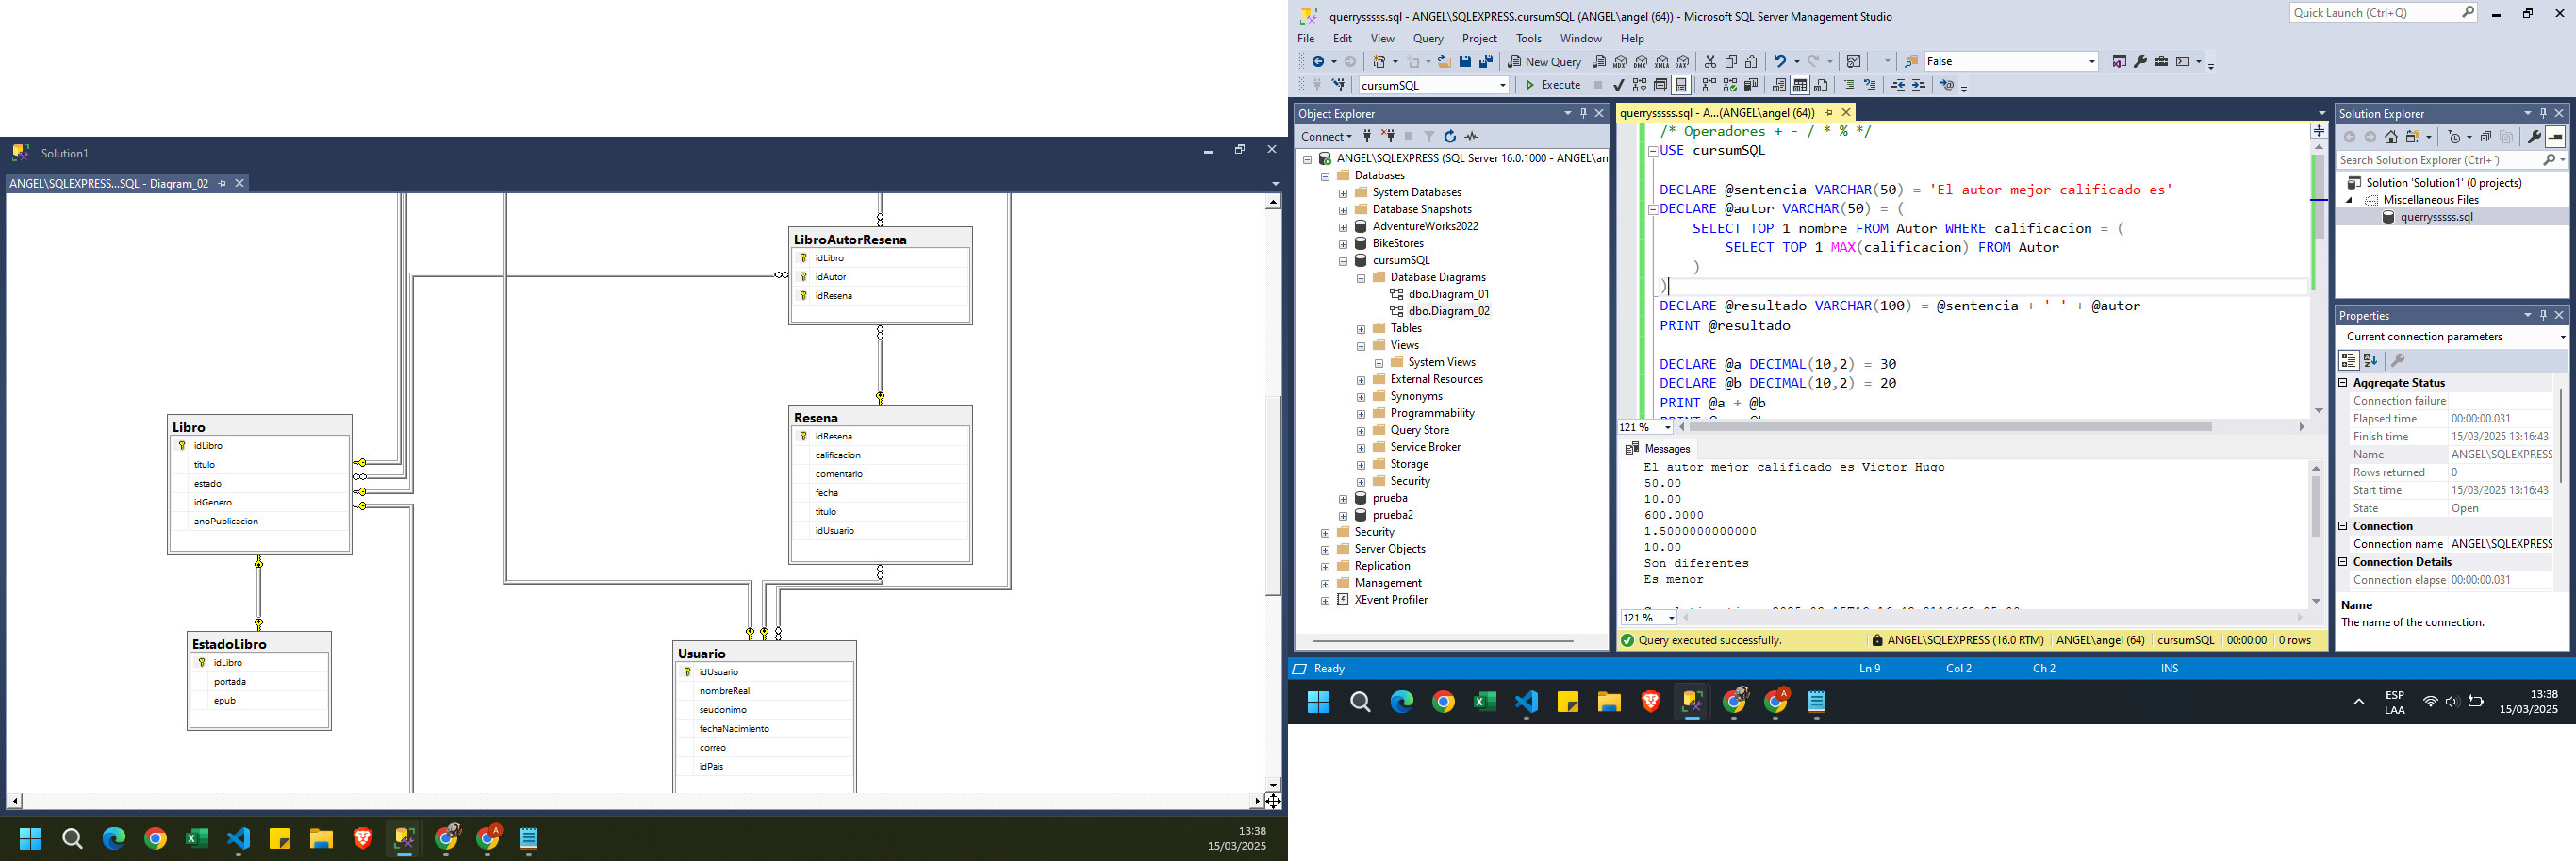 Solution1
ANGEL\SQLEXPRESS...SQL - Diagram_02
LibroAutorResena
idLibro
idAutor
idResena
Resena
idResena
calificacion
comentario
fecha
titulo
idUsuario
Libro
idLibro
titulo
estado
idGenero
anoPublicacion
EstadoLibro
idLibro
portada
epub
Usuario
idUsuario
nombreReal
seudonimo
fechaNacimiento
correo
idPais
13:38
15/03/2025
querrysssss.sql - ANGEL\SQLEXPRESS.cursumSQL (ANGEL\angel (64)) - Microsoft SQL Server Management Studio
Quick Launch (Ctrl+Q)
File Edit View Query Project Tools Window Help
New Query
False
cursumSQL
Execute
Object Explorer
Connect
ANGEL\SQLEXPRESS (SQL Server 16.0.1000 - ANGEL\an
Databases
System Databases
Database Snapshots
AdventureWorks2022
BikeStores
cursumSQL
Database Diagrams
dbo.Diagram_01
dbo.Diagram_02
Tables
Views
System Views
External Resources
Synonyms
Programmability
Query Store
Service Broker
Storage
Security
prueba
prueba2
Security
Server Objects
Replication
Management
XEvent Profiler
querrysssss.sql - A...(ANGEL\angel (64))
/* Operadores + - / * % */
USE cursumSQL
DECLARE @sentencia VARCHAR(50) = 'El autor mejor calificado es'
DECLARE @autor VARCHAR(50) = (
SELECT TOP 1 nombre FROM Autor WHERE calificacion = (
SELECT TOP 1 MAX(calificacion) FROM Autor
)
)
DECLARE @resultado VARCHAR(100) = @sentencia + ' ' + @autor
PRINT @resultado
DECLARE @a DECIMAL(10,2) = 30
DECLARE @b DECIMAL(10,2) = 20
PRINT @a + @b
121 %
Messages
El autor mejor calificado es Victor Hugo
50.00
10.00
600.0000
1.5000000000000
10.00
Son diferentes
Es menor
121 %
Query executed successfully.
ANGEL\SQLEXPRESS (16.0 RTM) ANGEL\angel (64) cursumSQL 00:00:00 0 rows
Solution Explorer
Search Solution Explorer (Ctrl+´)
Solution 'Solution1' (0 projects)
Miscellaneous Files
querrysssss.sql
Properties
Current connection parameters
Aggregate Status
Connection failure
Elapsed time 00:00:00.031
Finish time 15/03/2025 13:16:43
Name ANGEL\SQLEXPRESS
Rows returned 0
Start time 15/03/2025 13:16:43
State Open
Connection
Connection name ANGEL\SQLEXPRESS
Connection Details
Connection elapse 00:00:00.031
Name
The name of the connection.
Ready
Ln 9 Col 2 Ch 2 INS
ESP
LAA
13:38
15/03/2025